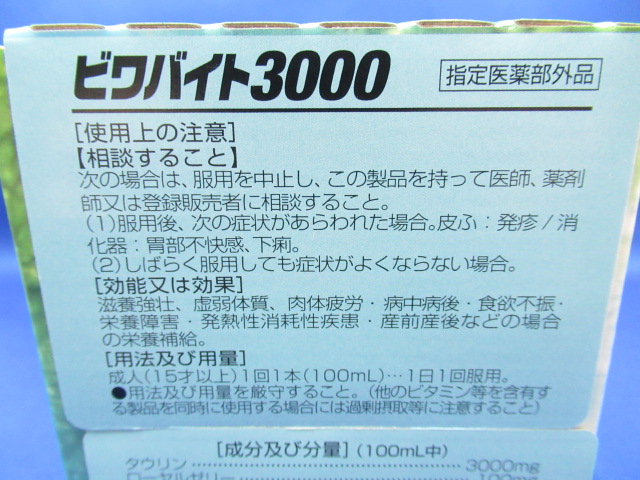 ビワバイト3000
指定医薬部外品
[使用上の注意]
【相談すること】
次の場合は、服用を中止し、この製品を持って医師、薬剤
師又は登録販売者に相談すること。
(1)服用後、次の症状があらわれた場合。皮ふ：発疹/消
化器：胃部不快感、下痢。
(2)しばらく服用しても症状がよくならない場合。
[効能又は効果]
滋養強壮、虚弱体質、肉体疲労・病中病後・食欲不振・
栄養障害・発熱性消耗性疾患・産前産後などの場合
の栄養補給。
[用法及び用量]
成人(15才以上)1回1本(100mL)…1日1回服用。
●用法及び用量を厳守すること。(他のビタミン等を含有す
る製品を同時に使用する場合には過剰摂取等に注意すること)
[成分及び分量](100mL中)
タウリン……………………………3000mg
ローヤルゼリー……………………100mg